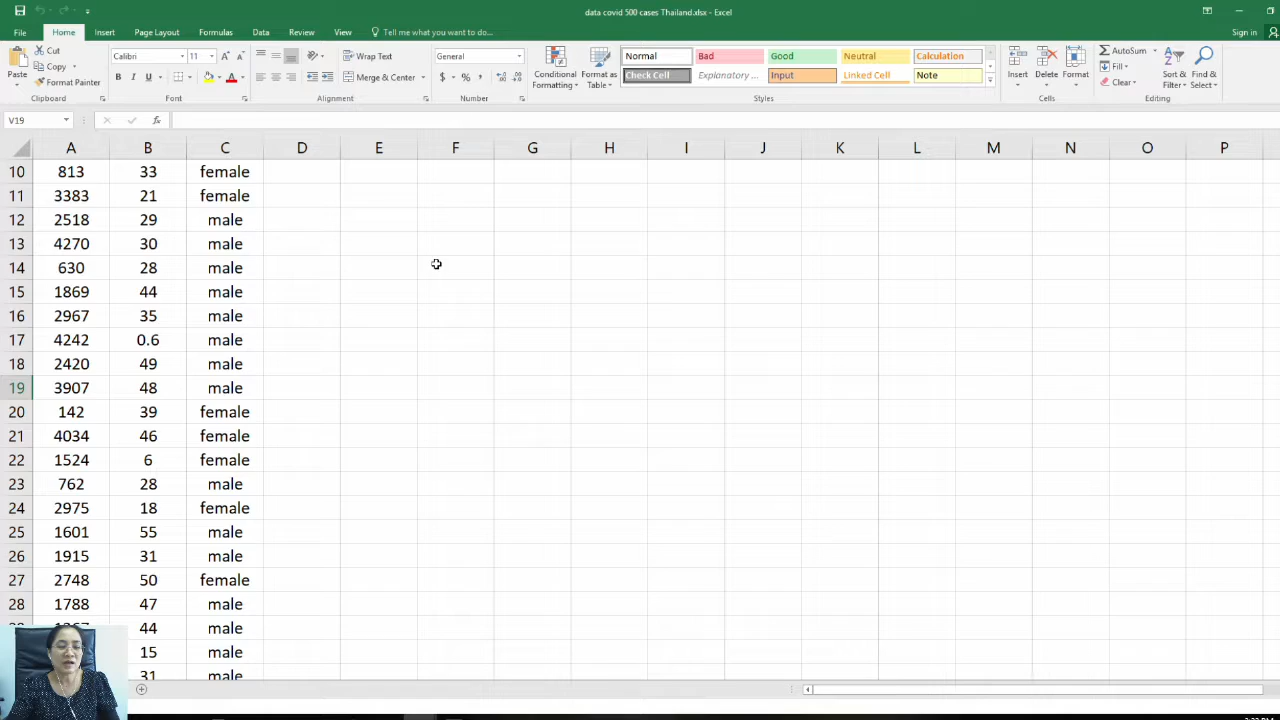 data covid 500 cases Thailand.xlsx - Excel
File Home Insert Page Layout Formulas Data Review View Tell me what you want to do... Sign in
Paste Cut Copy Format Painter Clipboard
Calibri 11 A A B I U A Font
Wrap Text Merge & Center Alignment
General $ % , Number
Conditional Formatting Format as Table
Normal Bad Good Neutral Calculation
Check Cell Explanatory ... Input Linked Cell Note
Styles
Insert Delete Format Cells
AutoSum Fill Clear Sort & Filter Find & Select Editing
V19 fx
A B C D E F G H I J K L M N O P
10 813 33 female
11 3383 21 female
12 2518 29 male
13 4270 30 male
14 630 28 male
15 1869 44 male
16 2967 35 male
17 4242 0.6 male
18 2420 49 male
19 3907 48 male
20 142 39 female
21 4034 46 female
22 1524 6 female
23 762 28 male
24 2975 18 female
25 1601 55 male
26 1915 31 male
27 2748 50 female
28 1788 47 male
44 male
15 male
31 male